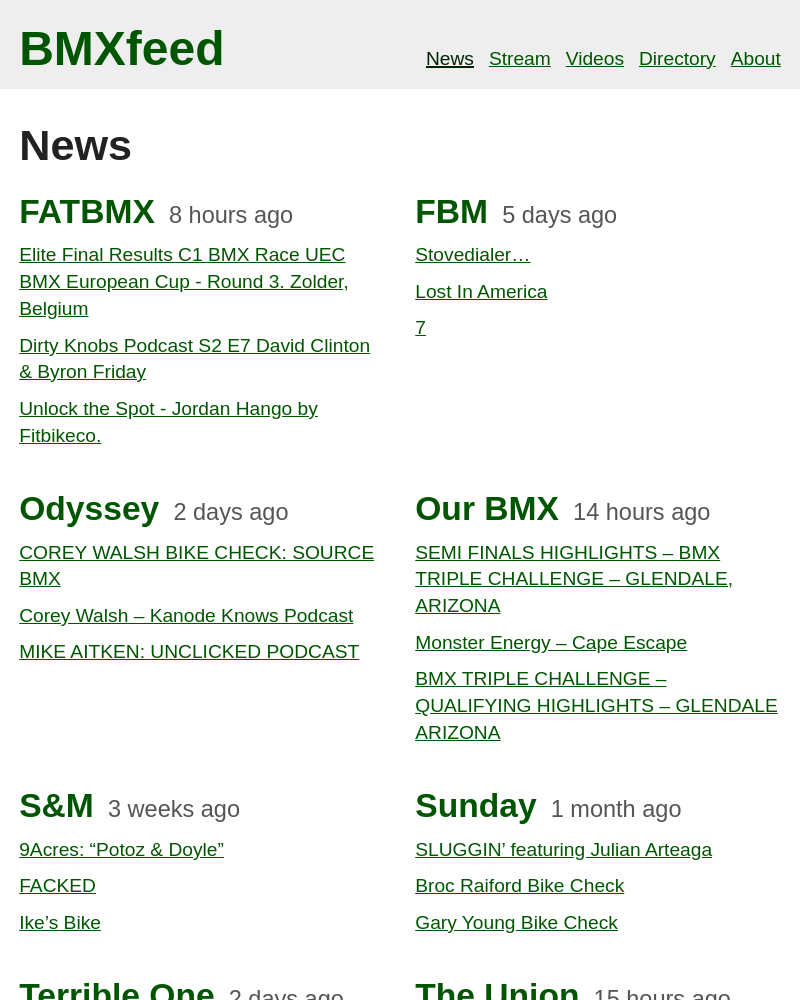 BMXfeed
News Stream Videos Directory About
News
FATBMX 8 hours ago
Elite Final Results C1 BMX Race UEC
BMX European Cup - Round 3. Zolder,
Belgium
Dirty Knobs Podcast S2 E7 David Clinton
& Byron Friday
Unlock the Spot - Jordan Hango by
Fitbikeco.
FBM 5 days ago
Stovedialer…
Lost In America
7
Odyssey 2 days ago
COREY WALSH BIKE CHECK: SOURCE
BMX
Corey Walsh – Kanode Knows Podcast
MIKE AITKEN: UNCLICKED PODCAST
Our BMX 14 hours ago
SEMI FINALS HIGHLIGHTS – BMX
TRIPLE CHALLENGE – GLENDALE,
ARIZONA
Monster Energy – Cape Escape
BMX TRIPLE CHALLENGE –
QUALIFYING HIGHLIGHTS – GLENDALE
ARIZONA
S&M 3 weeks ago
9Acres: “Potoz & Doyle”
FACKED
Ike’s Bike
Sunday 1 month ago
SLUGGIN’ featuring Julian Arteaga
Broc Raiford Bike Check
Gary Young Bike Check
Terrible One 2 days ago
The Union 15 hours ago